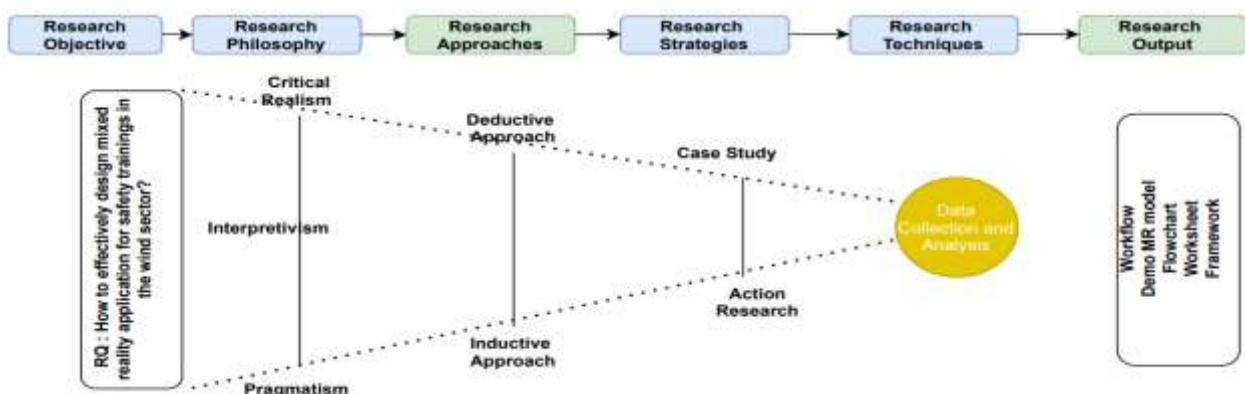 Research
Objective
Research
Philosophy
Research
Approaches
Research
Strategies
Research
Techniques
Research
Output
RQ : How to effectively design mixed
reality application for safety trainings in
the wind sector?
Critical
Realism
Interpretivism
Pragmatism
Deductive
Approach
Inductive
Approach
Case Study
Action
Research
Data
Collection and
Analysis
Workflow
Demo MR model
Flowchart
Worksheet
Framework